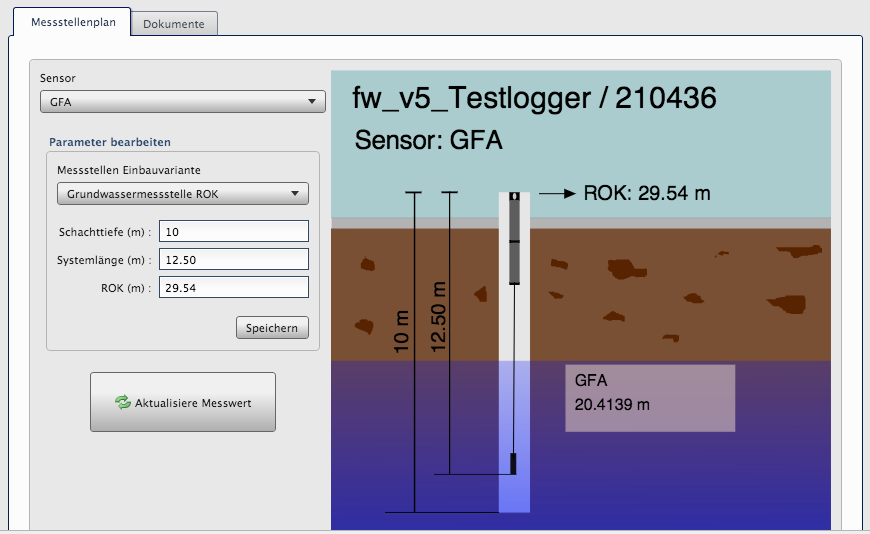 Messstellenplan
Dokumente
Sensor
GFA
Parameter bearbeiten
Messstellen Einbauvariante
Grundwassermessstelle ROK
Schachttiefe (m) : 10
Systemlänge (m) : 12.50
ROK (m) : 29.54
Speichern
Aktualisiere Messwert
fw_v5_Testlogger / 210436
Sensor: GFA
ROK: 29.54 m
10 m
12.50 m
GFA
20.4139 m